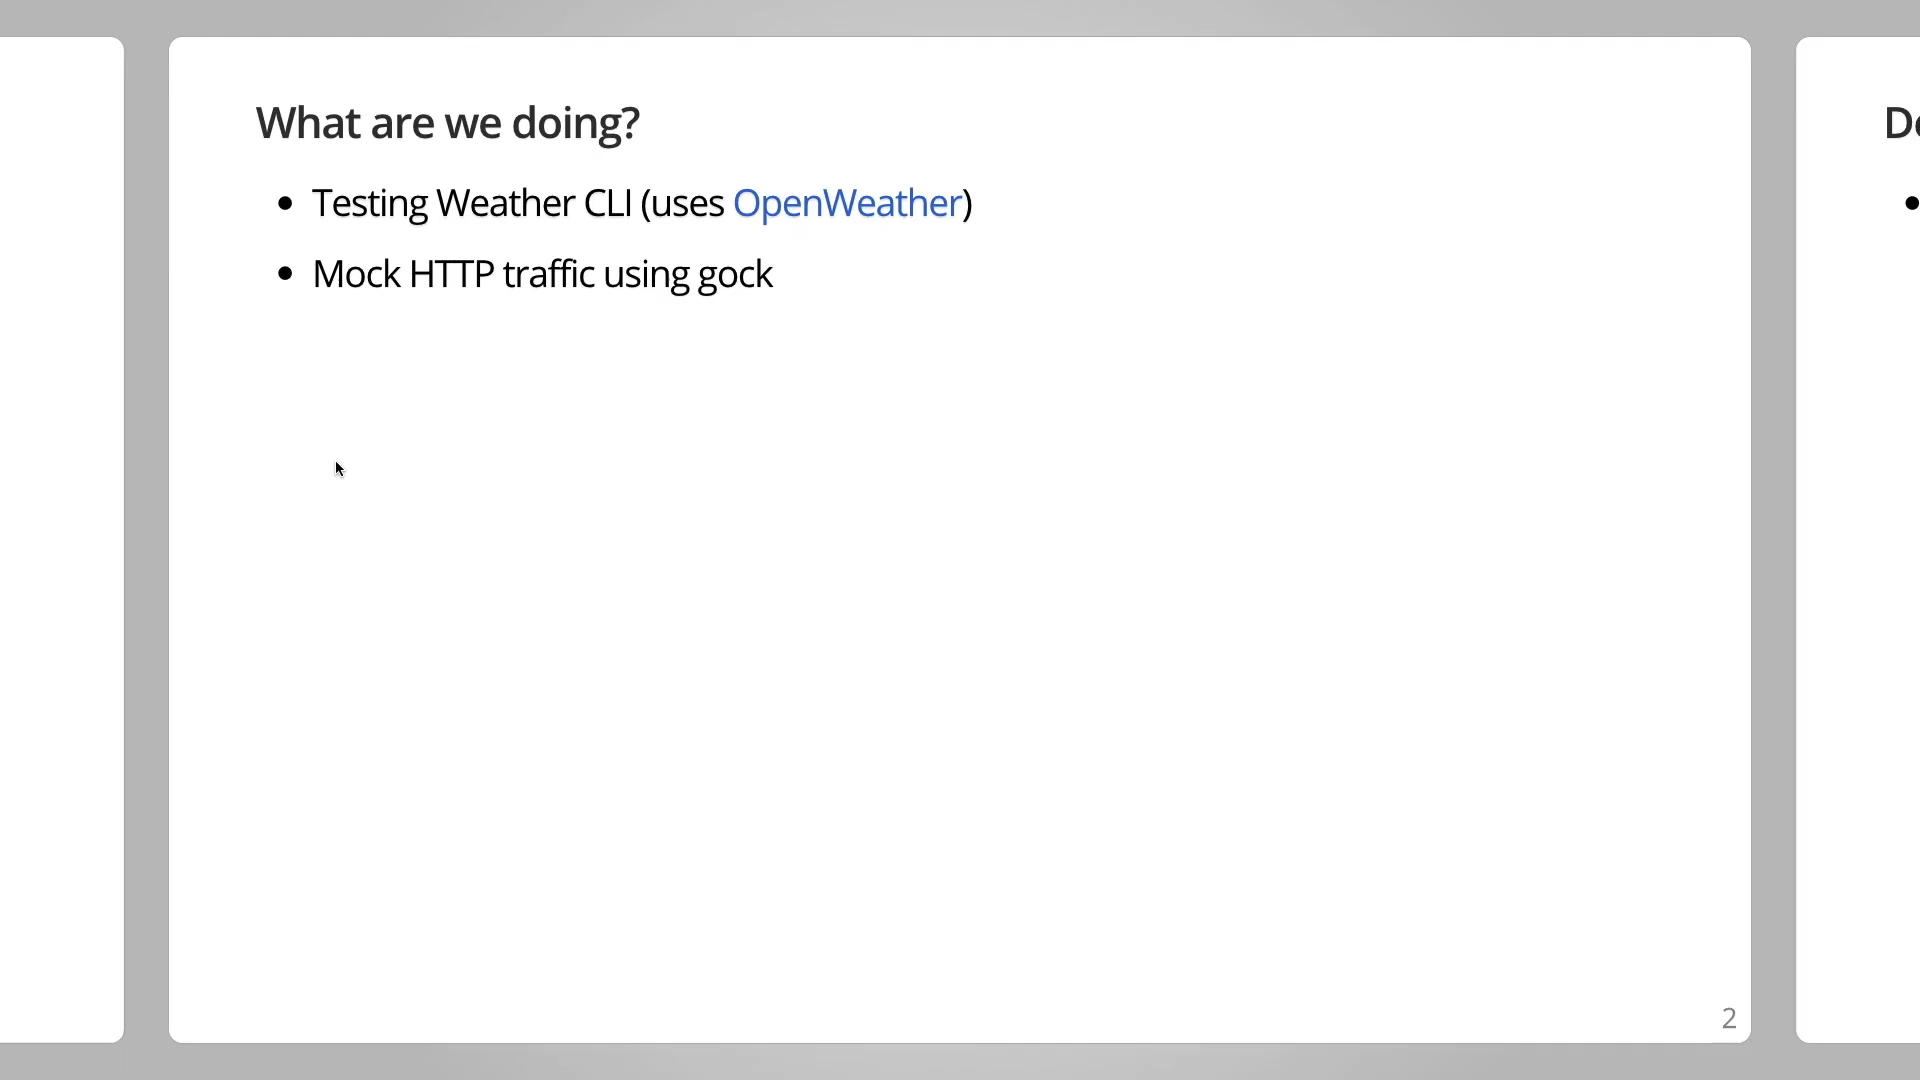 What are we doing?
• Testing Weather CLI (uses OpenWeather)
• Mock HTTP traffic using gock
2